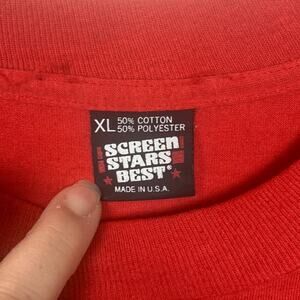 XL 50% COTTON
50% POLYESTER
SCREEN
STARS
BEST®
MADE IN U.S.A.